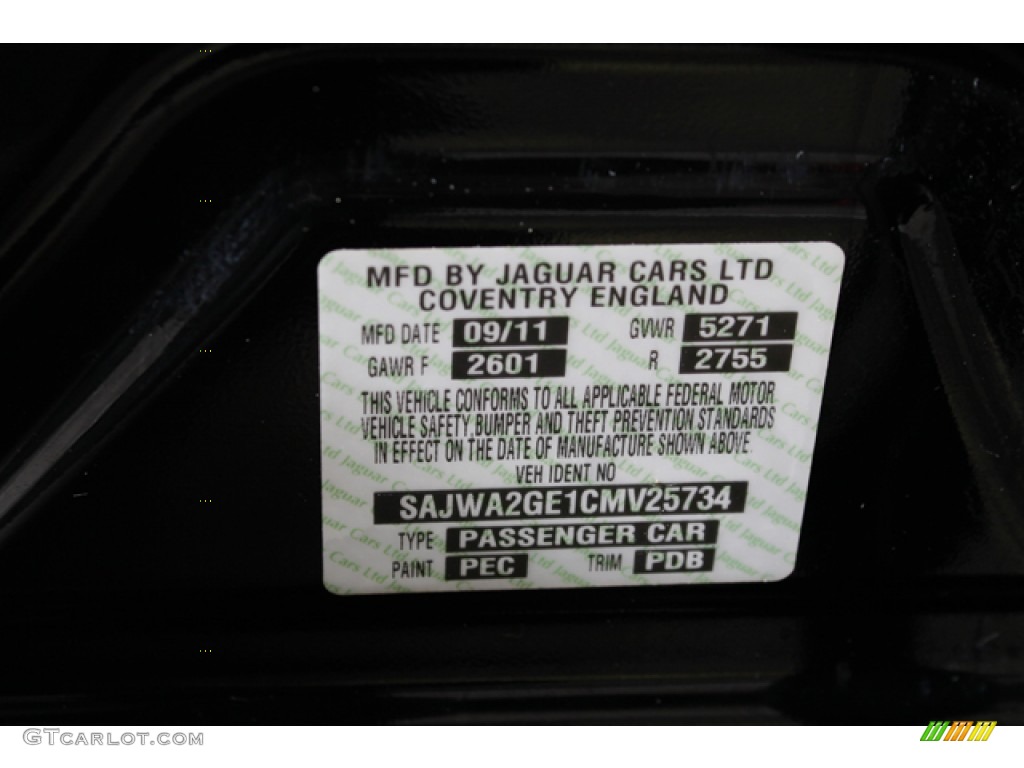 MFD BY JAGUAR CARS LTD
COVENTRY ENGLAND
MFD DATE 09/11 GVWR 5271
GAWR F 2601 R 2755
THIS VEHICLE CONFORMS TO ALL APPLICABLE FEDERAL MOTOR
VEHICLE SAFETY, BUMPER AND THEFT PREVENTION STANDARDS
IN EFFECT ON THE DATE OF MANUFACTURE SHOWN ABOVE.
VEH IDENT NO
SAJWA2GE1CMV25734
TYPE PASSENGER CAR
PAINT PEC TRIM PDB
GTCARLOT.COM